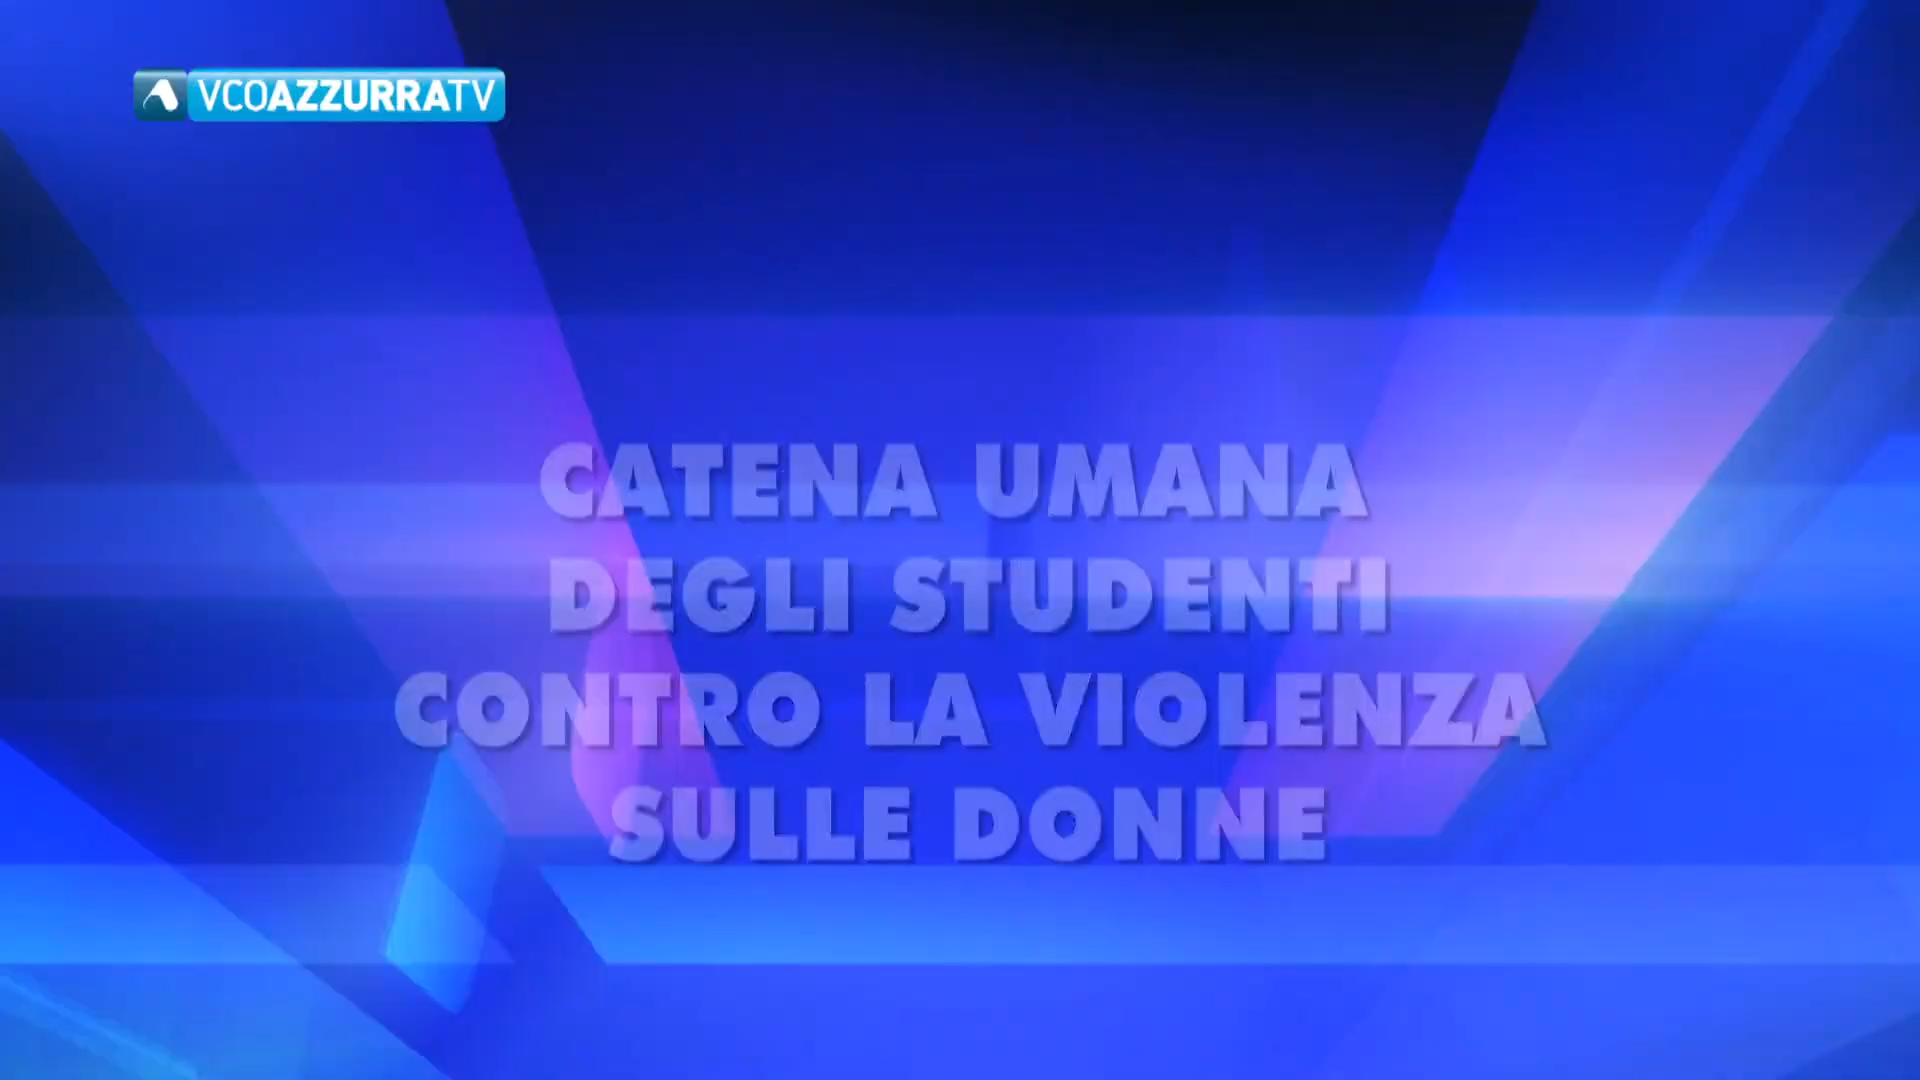 VCOAZZURRATV
CATENA UMANA
DEGLI STUDENTI
CONTRO LA VIOLENZA
SULLE DONNE